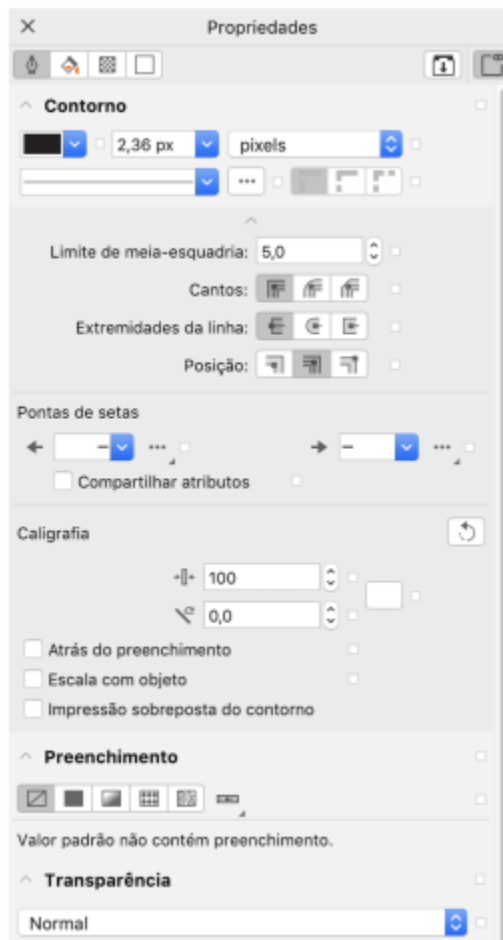 Propriedades
Contorno
2,36 px pixels
Limite de meia-esquadria: 5,0
Cantos:
Extremidades da linha:
Posição:
Pontas de setas
Compartilhar atributos
Caligrafia
100
0,0
Atrás do preenchimento
Escala com objeto
Impressão sobreposta do contorno
Preenchimento
Valor padrão não contém preenchimento.
Transparência
Normal